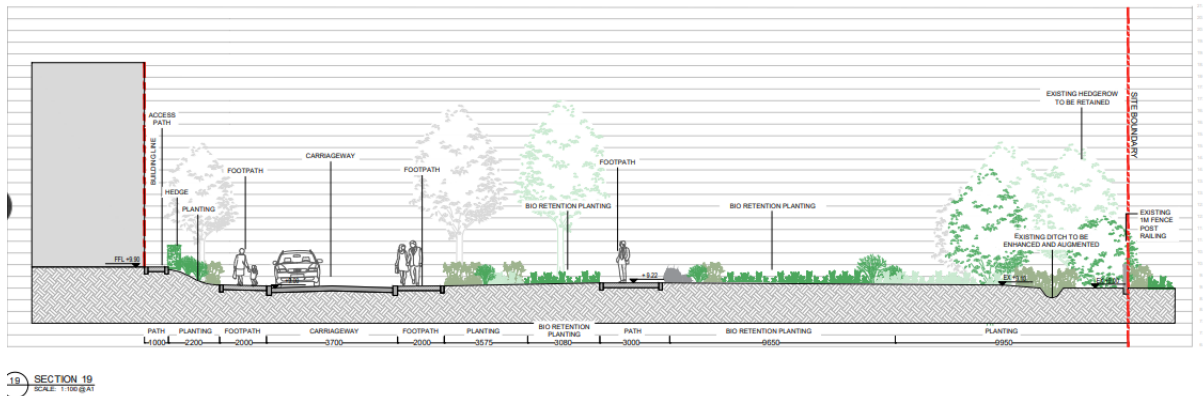 EXISTING HEDGEROW
TO BE RETAINED
SITE BOUNDARY
ACCESS
PATH
BUILDING LINE
CARRIAGEWAY
FOOTPATH
FOOTPATH
FOOTPATH
HEDGE
PLANTING
BIO RETENTION PLANTING
BIO RETENTION PLANTING
EXISTING
1M FENCE
POST
RAILING
EXISTING DITCH TO BE
ENHANCED AND AUGMENTED
FFL +9.90
+9.22
PATH
PLANTING
FOOTPATH
CARRIAGEWAY
FOOTPATH
PLANTING
BIO RETENTION
PLANTING
PATH
BIO RETENTION PLANTING
PLANTING
1000
2200
2000
3700
2000
3575
3080
3000
9650
9950
19
SECTION 19
SCALE: 1:100 @ A1